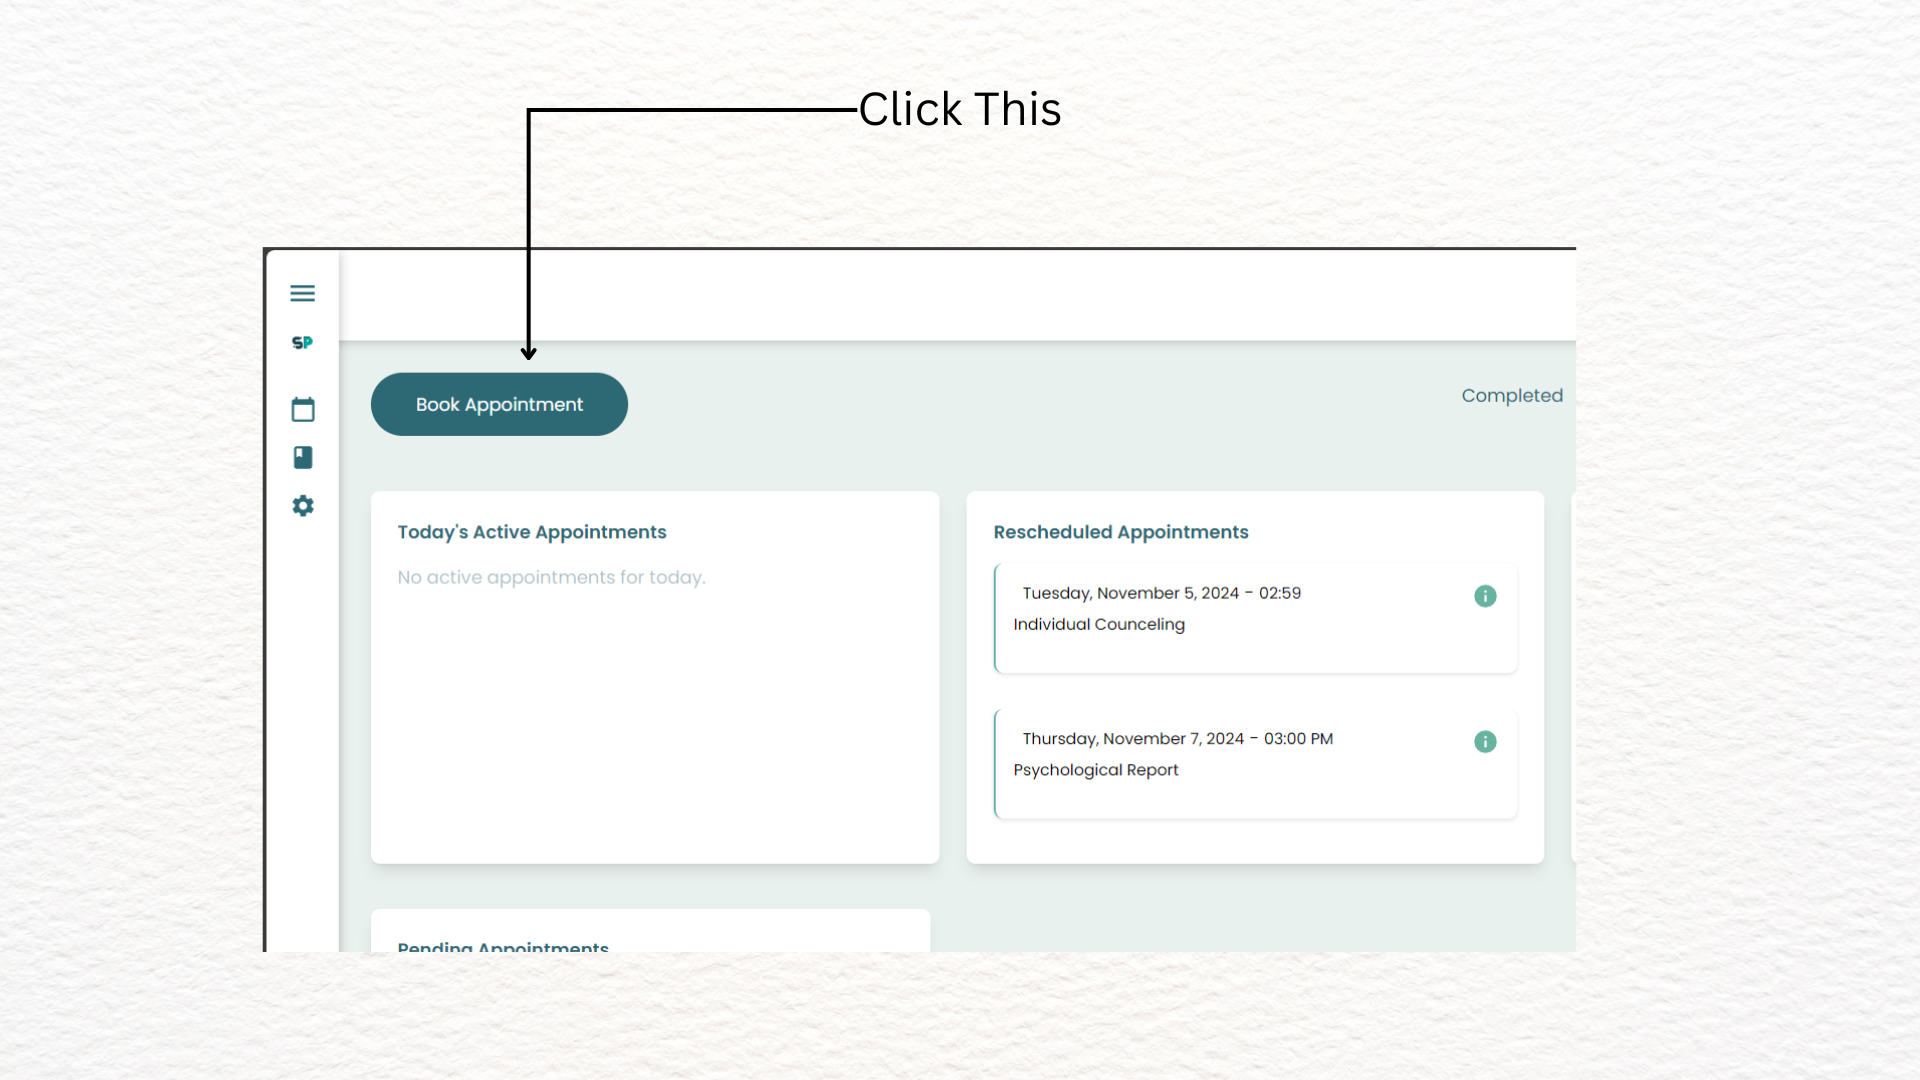 Click This
SP
Book Appointment
Completed
Today's Active Appointments
No active appointments for today.
Rescheduled Appointments
Tuesday, November 5, 2024 - 02:59
Individual Counceling
Thursday, November 7, 2024 - 03:00 PM
Psychological Report
Pending Appointments